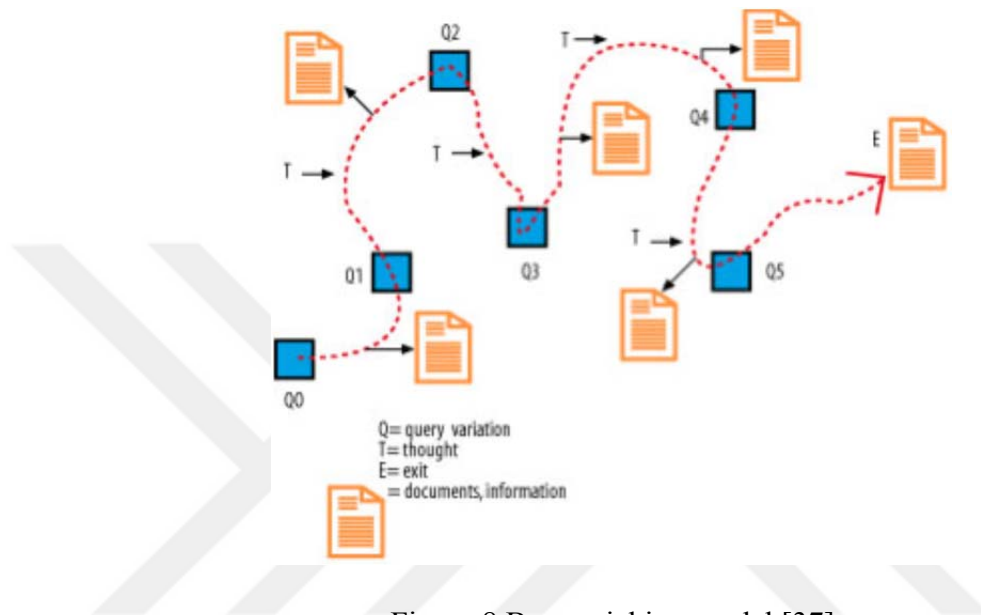 Q2
T
T
Q4
E
T
T
Q1
Q3
Q5
Q0
Q= query variation
T= thought
E= exit
= documents, information